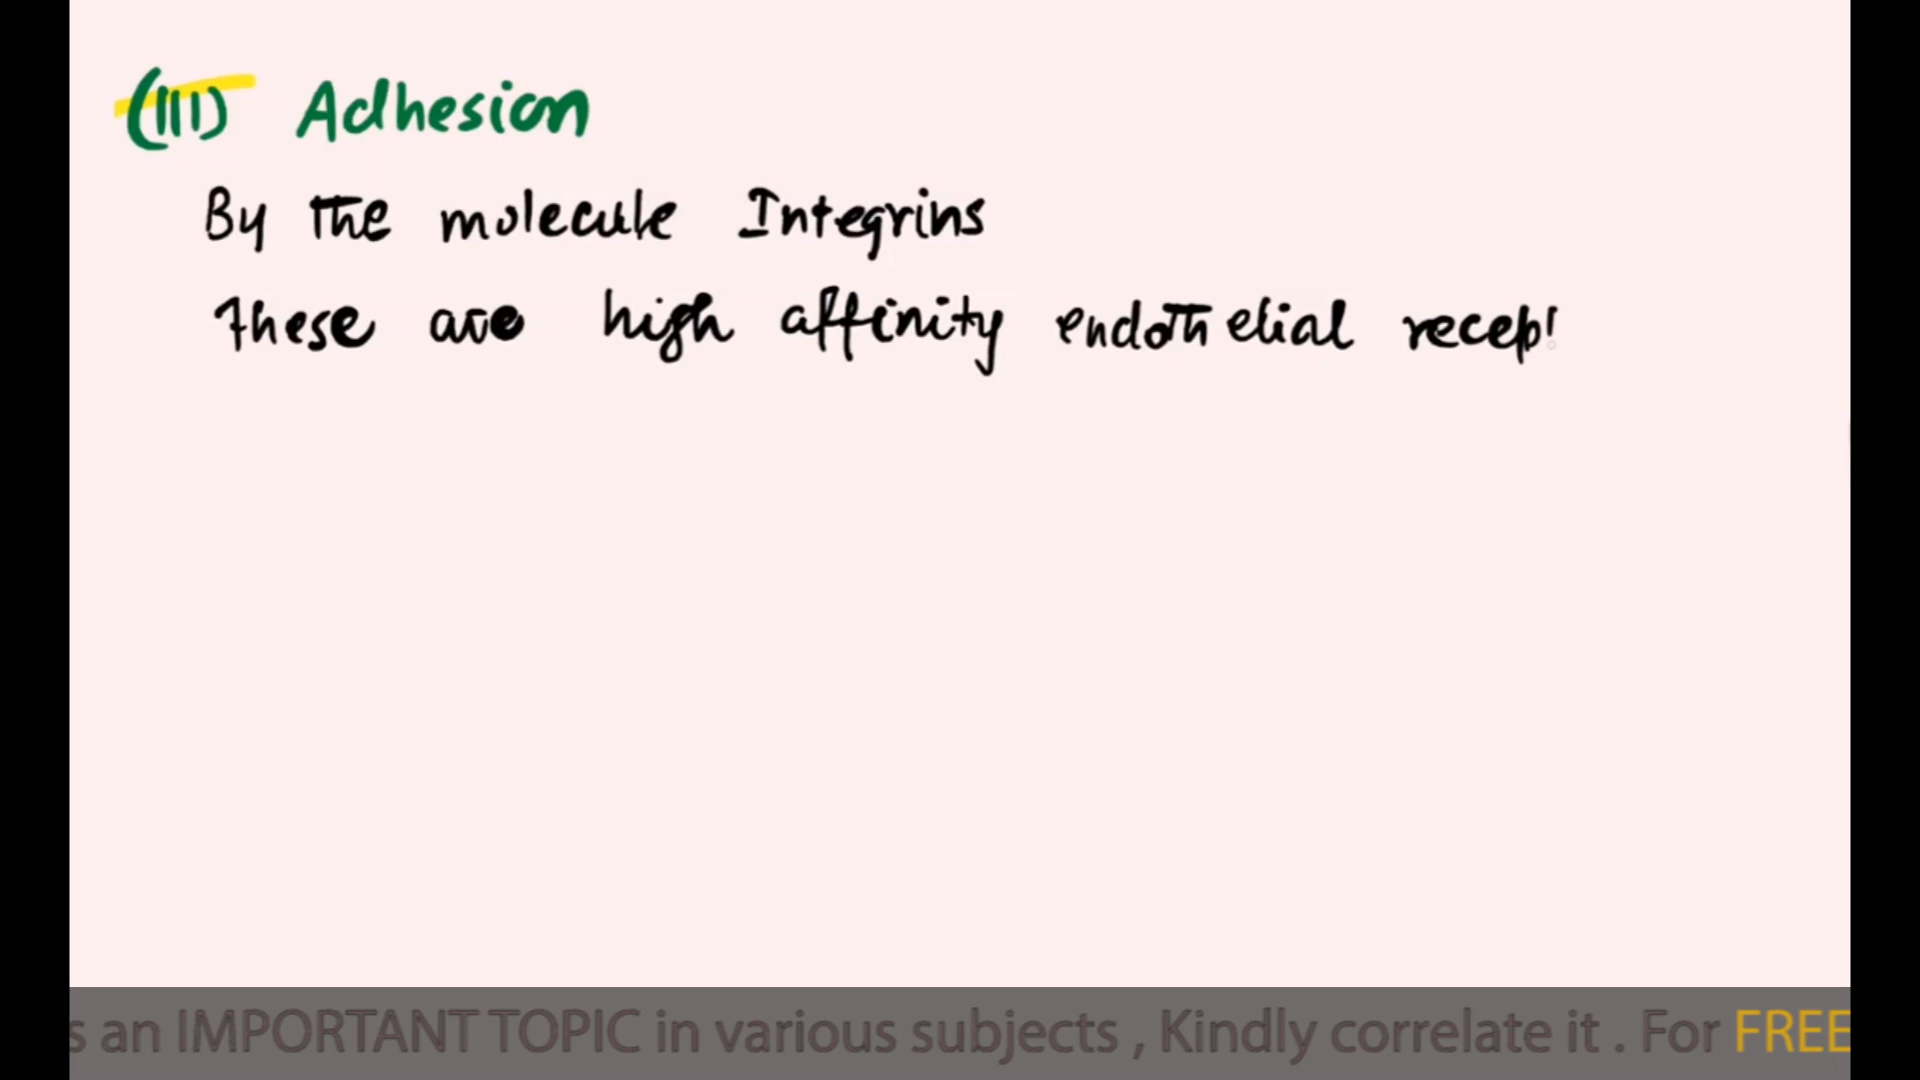 (III) Adhesion
By the molecule Integrins
These are high affinity endothelial recep
s an IMPORTANT TOPIC in various subjects , Kindly correlate it . For FREE